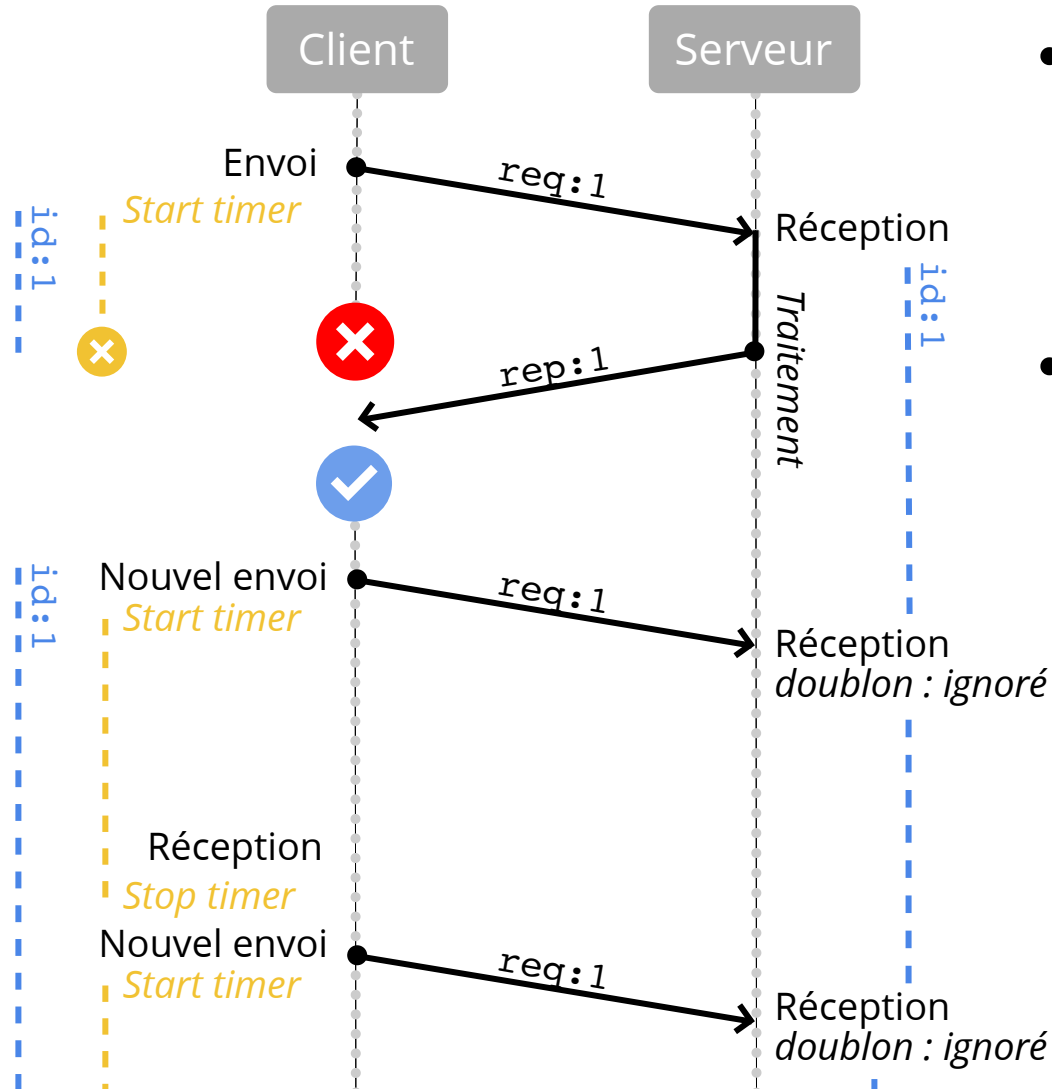 Client
Serveur
Envoi
req:1
Start timer
Réception
id:1
id:1
Traitement
rep:1
Nouvel envoi
req:1
id:1
Start timer
Réception
doublon : ignoré
Réception
Stop timer
Nouvel envoi
req:1
Start timer
Réception
doublon : ignoré